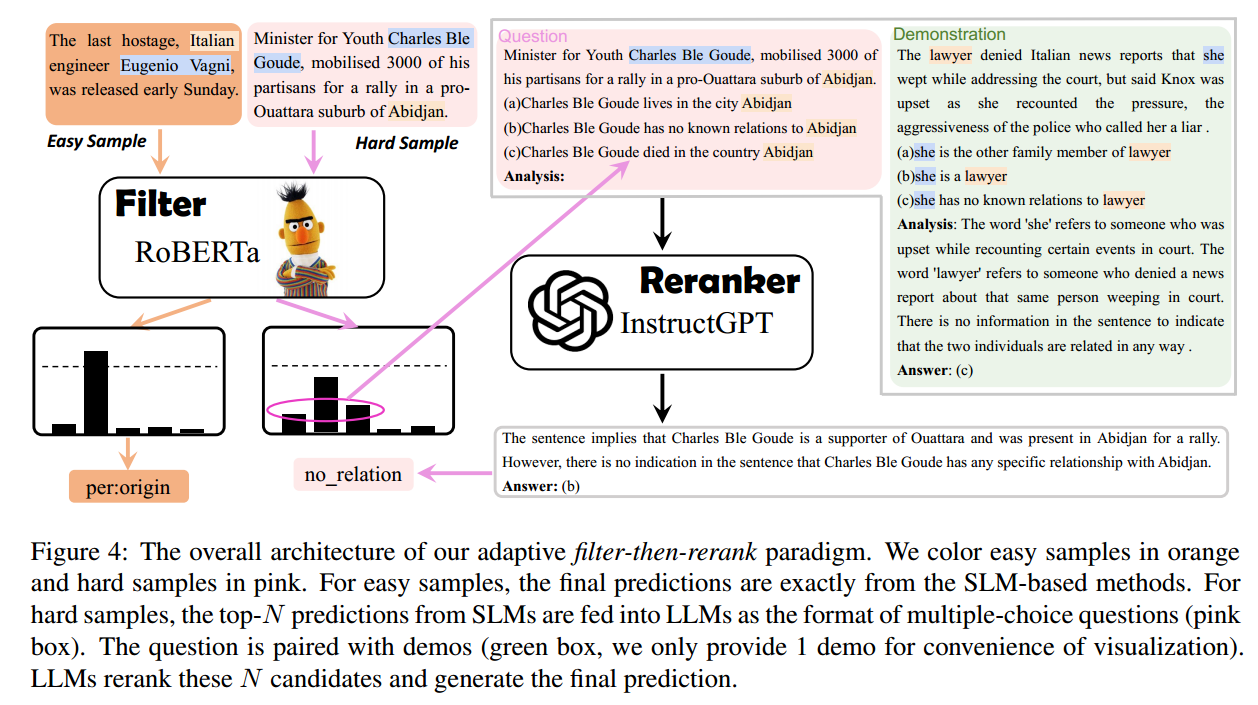 The last hostage, Italian
engineer Eugenio Vagni,
was released early Sunday.
Minister for Youth Charles Ble
Goude, mobilised 3000 of his
partisans for a rally in a pro-
Ouattara suburb of Abidjan.
Easy Sample
Hard Sample
Filter
RoBERTa
per:origin
no_relation
Question
Minister for Youth Charles Ble Goude, mobilised 3000 of
his partisans for a rally in a pro-Ouattara suburb of Abidjan.
(a)Charles Ble Goude lives in the city Abidjan
(b)Charles Ble Goude has no known relations to Abidjan
(c)Charles Ble Goude died in the country Abidjan
Analysis:
Reranker
InstructGPT
Demonstration
The lawyer denied Italian news reports that she
wept while addressing the court, but said Knox was
upset as she recounted the pressure, the
aggressiveness of the police who called her a liar .
(a)she is the other family member of lawyer
(b)she is a lawyer
(c)she has no known relations to lawyer
Analysis: The word 'she' refers to someone who was
upset while recounting certain events in court. The
word 'lawyer' refers to someone who denied a news
report about that same person weeping in court.
There is no information in the sentence to indicate
that the two individuals are related in any way .
Answer: (c)
The sentence implies that Charles Ble Goude is a supporter of Ouattara and was present in Abidjan for a rally.
However, there is no indication in the sentence that Charles Ble Goude has any specific relationship with Abidjan.
Answer: (b)
Figure 4: The overall architecture of our adaptive filter-then-rerank paradigm. We color easy samples in orange
and hard samples in pink. For easy samples, the final predictions are exactly from the SLM-based methods. For
hard samples, the top-N predictions from SLMs are fed into LLMs as the format of multiple-choice questions (pink
box). The question is paired with demos (green box, we only provide 1 demo for convenience of visualization).
LLMs rerank these N candidates and generate the final prediction.